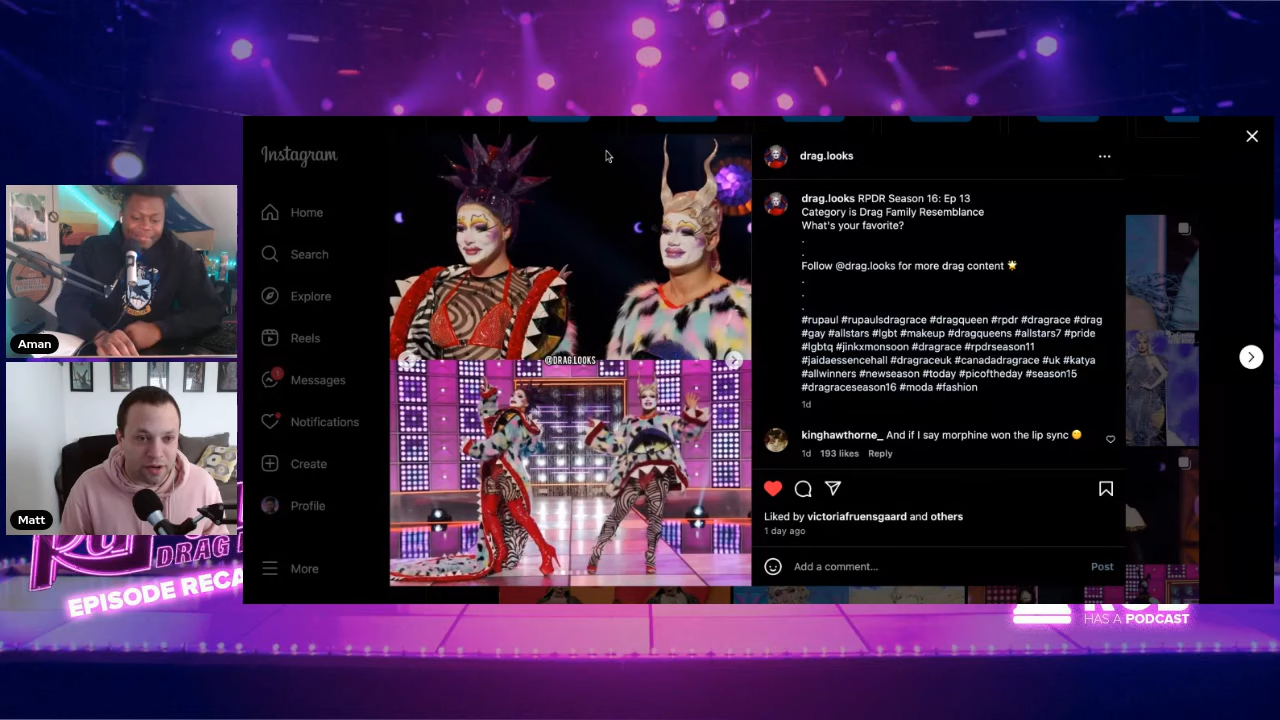 Instagram
Home
Search
Explore
Reels
Messages
Notifications
Create
Profile
More
@DRAG.LOOKS
drag.looks
drag.looks RPDR Season 16: Ep 13
Category is Drag Family Resemblance
What's your favorite?
.
.
Follow @drag.looks for more drag content 🌟
.
.
.
#rupaul #rupaulsdragrace #dragqueen #rpdr #dragrace #drag
#gay #allstars #lgbt #makeup #dragqueens #allstars7 #pride
#lgbtq #jinkxmonsoon #dragrace #rpdrseason11
#jaidaessencehall #dragraceuk #canadadragrace #uk #katya
#allwinners #newseason #today #picoftheday #season15
#dragraceseason16 #moda #fashion
1d
kinghawthorne_ And if I say morphine won the lip sync
1d 193 likes Reply
Liked by victoriafruensgaard and others
1 day ago
Add a comment... Post
Aman
Matt
DRAG
EPISODE RECA
HAS A PODCAST